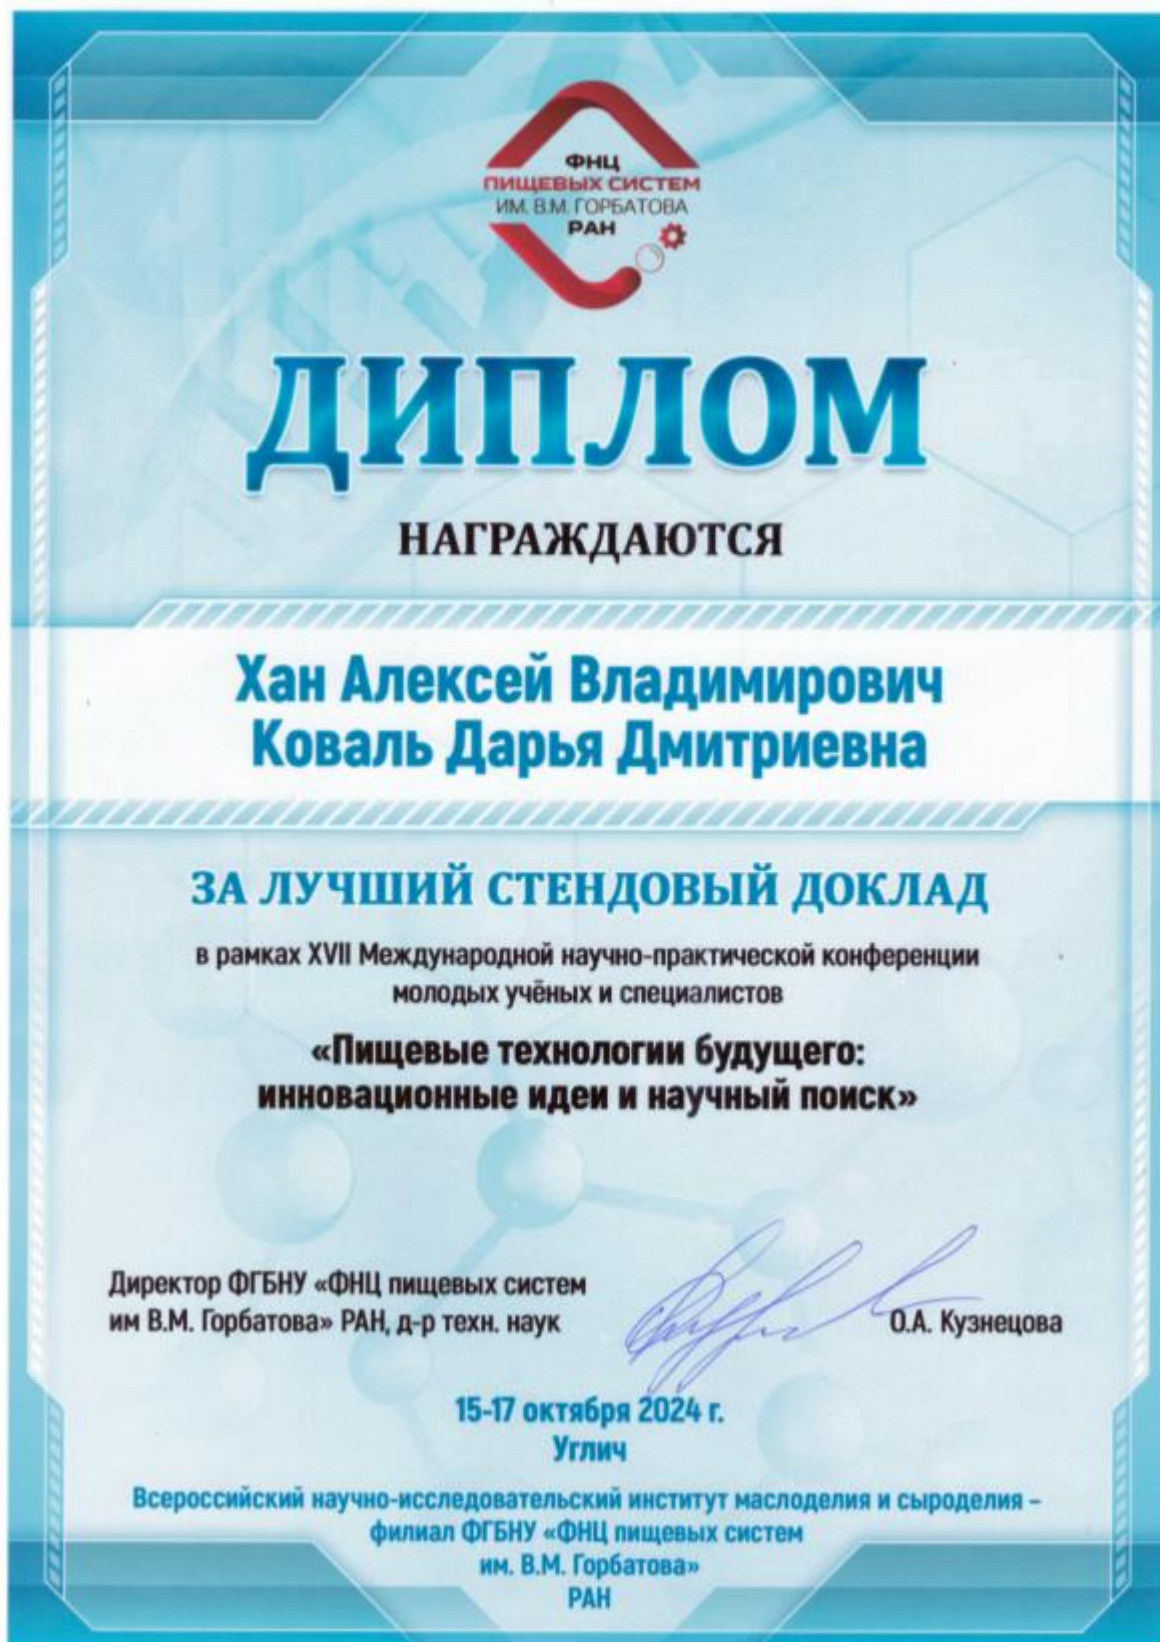 ФНЦ
ПИЩЕВЫХ СИСТЕМ
ИМ. В.М. ГОРБАТОВА
РАН
ДИПЛОМ
НАГРАЖДАЮТСЯ
Хан Алексей Владимирович
Коваль Дарья Дмитриевна
ЗА ЛУЧШИЙ СТЕНДОВЫЙ ДОКЛАД
в рамках XVII Международной научно-практической конференции
молодых учёных и специалистов
«Пищевые технологии будущего:
инновационные идеи и научный поиск»
Директор ФГБНУ «ФНЦ пищевых систем
им В.М. Горбатова» РАН, д-р техн. наук
О.А. Кузнецова
15-17 октября 2024 г.
Углич
Всероссийский научно-исследовательский институт маслоделия и сыроделия –
филиал ФГБНУ «ФНЦ пищевых систем
им. В.М. Горбатова»
РАН